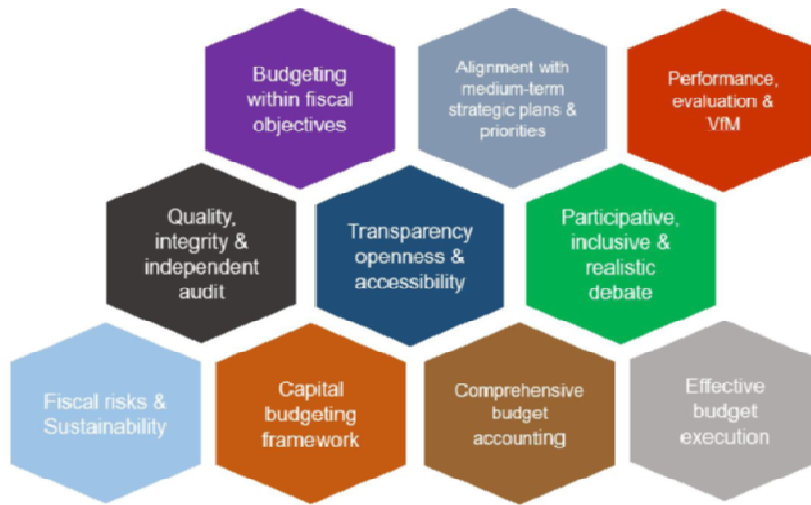 Budgeting
within fiscal
objectives
Alignment with
medium-term
strategic plans &
priorities
Performance,
evaluation &
VfM
Quality,
integrity &
independent
audit
Transparency
openness &
accessibility
Participative,
inclusive &
realistic
debate
Fiscal risks &
Sustainability
Capital
budgeting
framework
Comprehensive
budget
accounting
Effective
budget
execution